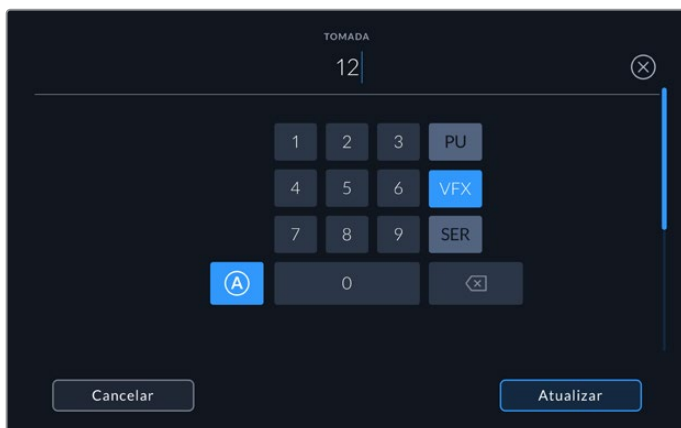 TOMADA
12
1 2 3 PU
4 5 6 VFX
7 8 9 SER
A 0
Cancelar Atualizar